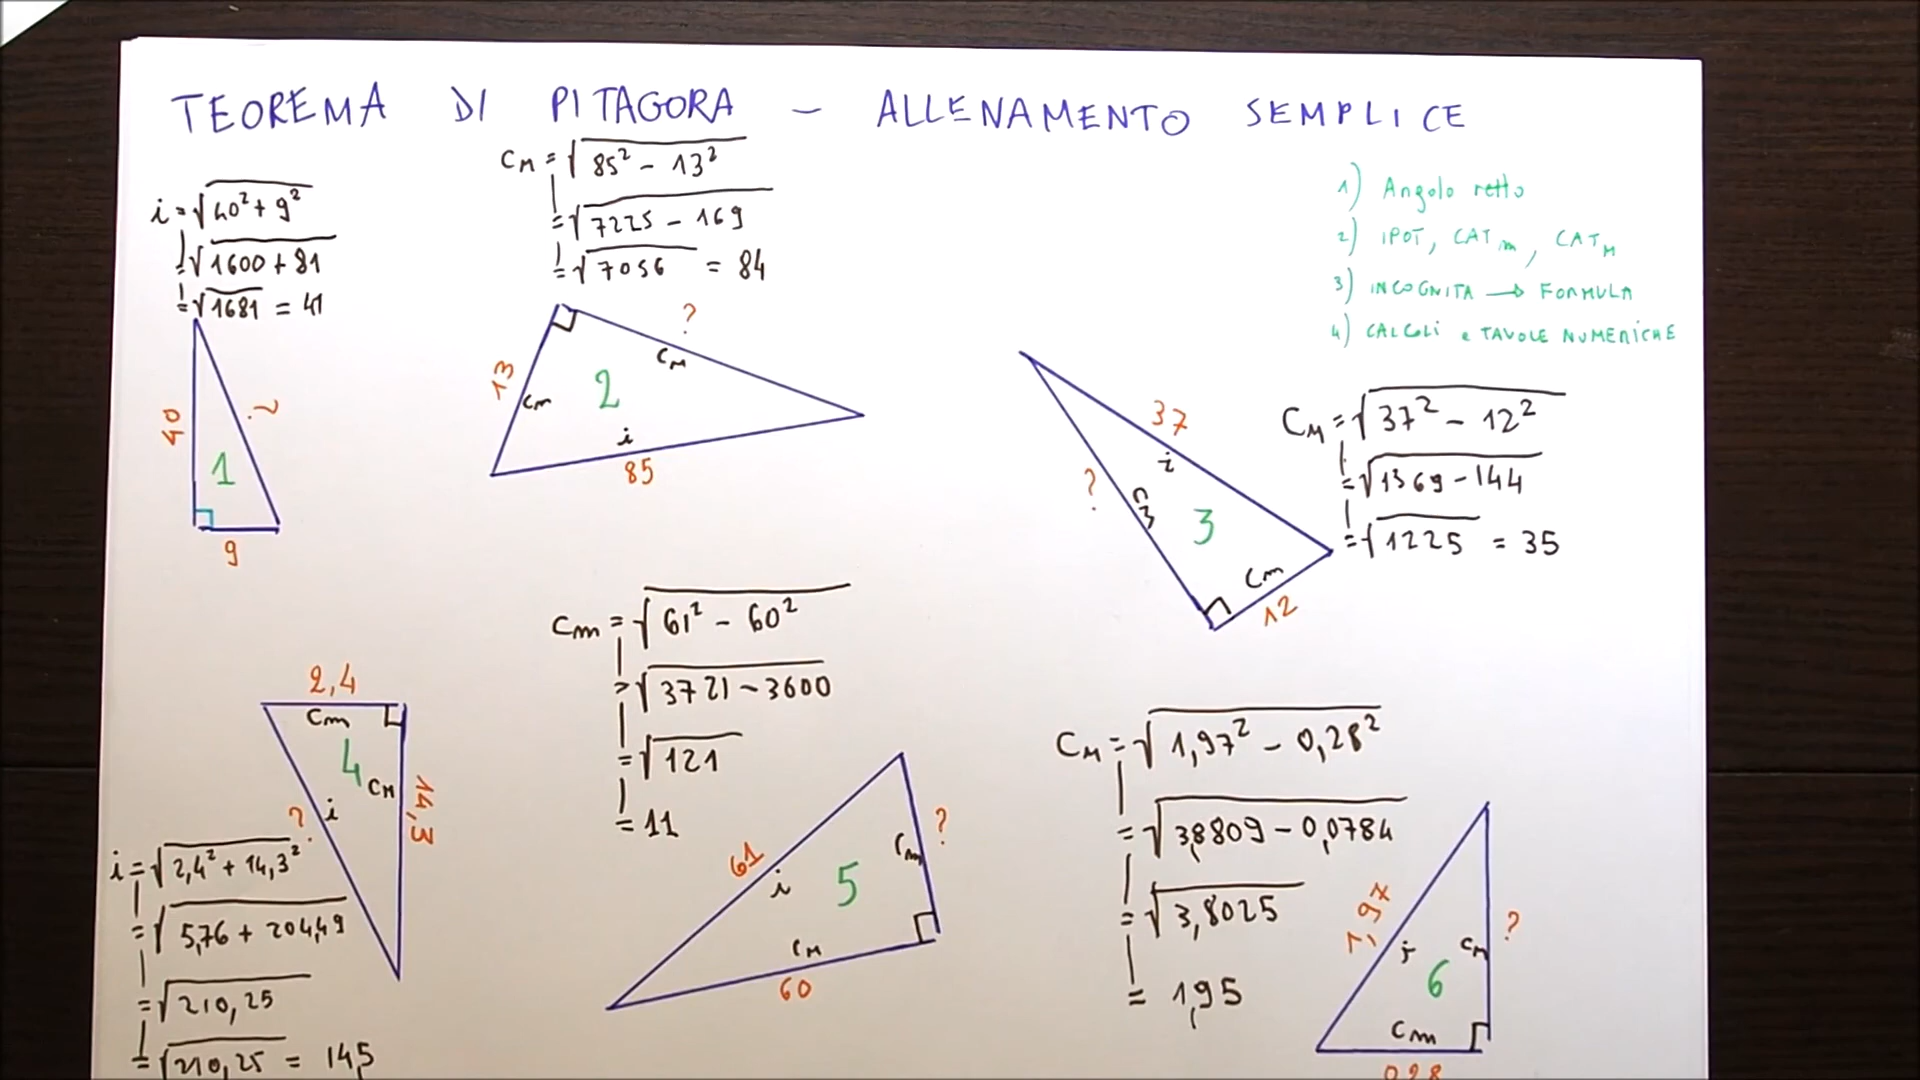 TEOREMA DI PITAGORA – ALLENAMENTO SEMPLICE
1) Angolo retto
2) IPOT, CAT m, CAT M
3) INCOGNITA → FORMULA
4) CALCOLI e TAVOLE NUMERICHE
i = √40² + 9²
= √1600 + 81
= √1681 = 41
40
?
1
9
CM = √85² – 13²
= √7225 – 169
= √7056 = 84
?
CM
13
Cm
2
i
85
37
i
?
CM
3
Cm
12
CM = √37² – 12²
= √1369 – 144
= √1225 = 35
2,4
Cm
4
CM
14,3
?
i
i = √2,4² + 14,3²
= √5,76 + 204,49
= √210,25
= √210,25 = 14,5
Cm = √61² – 60²
= √3721 – 3600
= √121
= 11
61
i
5
Cm
?
CM
60
CM = √1,97² – 0,28²
= √3,8809 – 0,0784
= √3,8025
= 1,95
1,97
i
CM
?
6
Cm
0,28